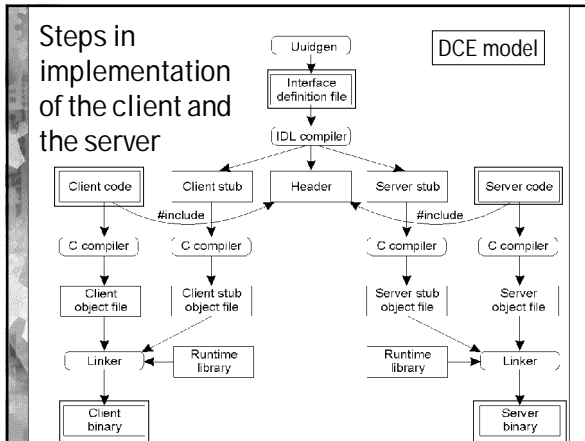 Steps in
implementation
of the client and
the server
DCE model
Uuidgen
Interface
definition file
IDL compiler
Client code
Client stub
Header
Server stub
Server code
#include
#include
C compiler
C compiler
C compiler
C compiler
Client
object file
Client stub
object file
Server stub
object file
Server
object file
Linker
Runtime
library
Runtime
library
Linker
Client
binary
Server
binary